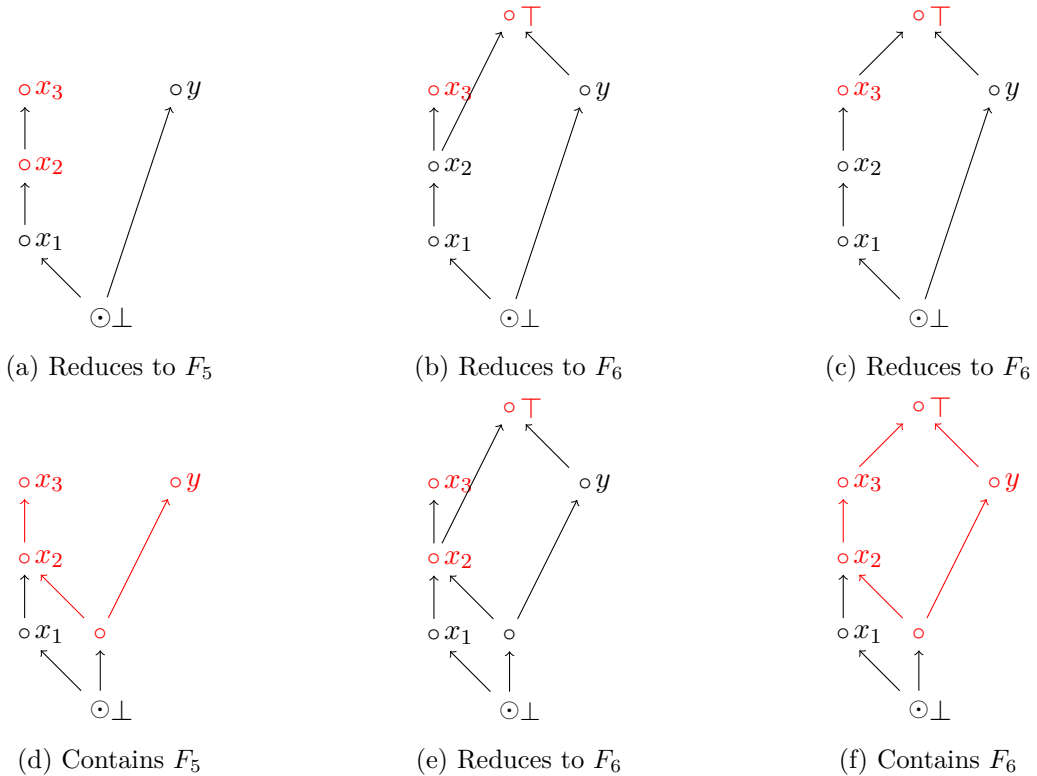 ⊤ ⊤
x₃ y x₃ y x₃ y
x₂ x₂ x₂
x₁ x₁ x₁
⊥ ⊥ ⊥
(a) Reduces to F₅ (b) Reduces to F₆ (c) Reduces to F₆
⊤ ⊤
x₃ y x₃ y x₃ y
x₂ x₂ x₂
x₁ x₁ x₁
⊥ ⊥ ⊥
(d) Contains F₅ (e) Reduces to F₆ (f) Contains F₆